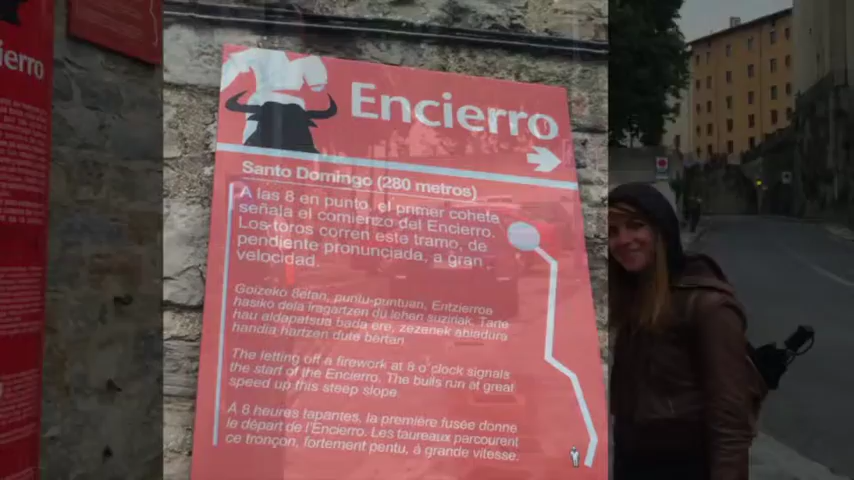 ierro
Encierro
Santo Domingo (280 metros)
A las 8 en punto, el primer cohete
señala el comienzo del Encierro.
Los toros corren este tramo, de
pendiente pronunciada, a gran
velocidad.
Goizeko 8etan, puntu-puntuan, Entzierroa
hasiko dela iragartzen du lehen suziriak. Tarte
hau aldapatsua bada ere, zezenek abiadura
handia hartzen dute bertan
The letting off a firework at 8 o'clock signals
the start of the Encierro. The bulls run at great
speed up this steep slope
À 8 heures tapantes, la première fusée donne
le départ de l'Encierro. Les taureaux parcourent
ce tronçon, fortement pentu, à grande vitesse.